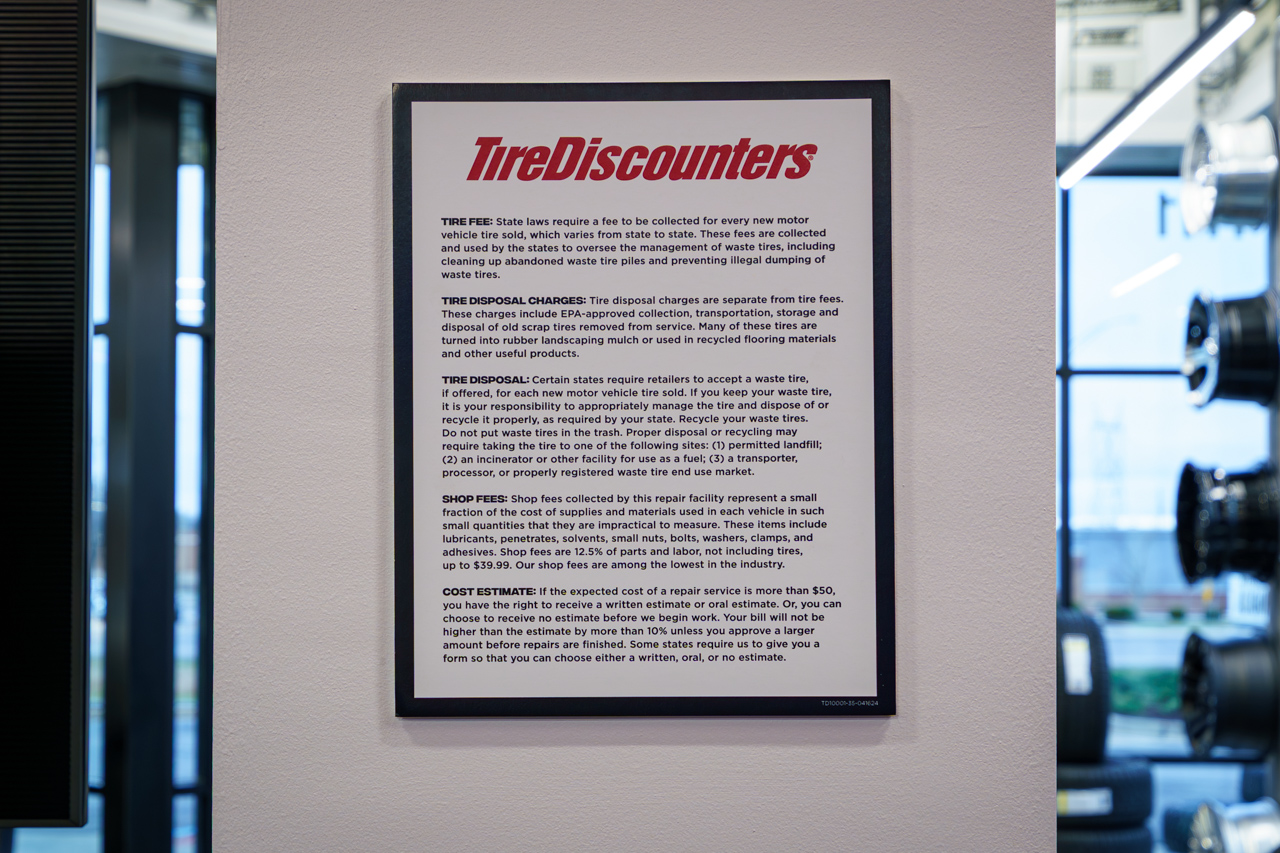 TireDiscounters®
TIRE FEE: State laws require a fee to be collected for every new motor
vehicle tire sold, which varies from state to state. These fees are collected
and used by the states to oversee the management of waste tires, including
cleaning up abandoned waste tire piles and preventing illegal dumping of
waste tires.
TIRE DISPOSAL CHARGES: Tire disposal charges are separate from tire fees.
These charges include EPA-approved collection, transportation, storage and
disposal of old scrap tires removed from service. Many of these tires are
turned into rubber landscaping mulch or used in recycled flooring materials
and other useful products.
TIRE DISPOSAL: Certain states require retailers to accept a waste tire,
if offered, for each new motor vehicle tire sold. If you keep your waste tire,
it is your responsibility to appropriately manage the tire and dispose of or
recycle it properly, as required by your state. Recycle your waste tires.
Do not put waste tires in the trash. Proper disposal or recycling may
require taking the tire to one of the following sites: (1) permitted landfill;
(2) an incinerator or other facility for use as a fuel; (3) a transporter,
processor, or properly registered waste tire end use market.
SHOP FEES: Shop fees collected by this repair facility represent a small
fraction of the cost of supplies and materials used in each vehicle in such
small quantities that they are impractical to measure. These items include
lubricants, penetrates, solvents, small nuts, bolts, washers, clamps, and
adhesives. Shop fees are 12.5% of parts and labor, not including tires,
up to $39.99. Our shop fees are among the lowest in the industry.
COST ESTIMATE: If the expected cost of a repair service is more than $50,
you have the right to receive a written estimate or oral estimate. Or, you can
choose to receive no estimate before we begin work. Your bill will not be
higher than the estimate by more than 10% unless you approve a larger
amount before repairs are finished. Some states require us to give you a
form so that you can choose either a written, oral, or no estimate.
TD10001-35-041624